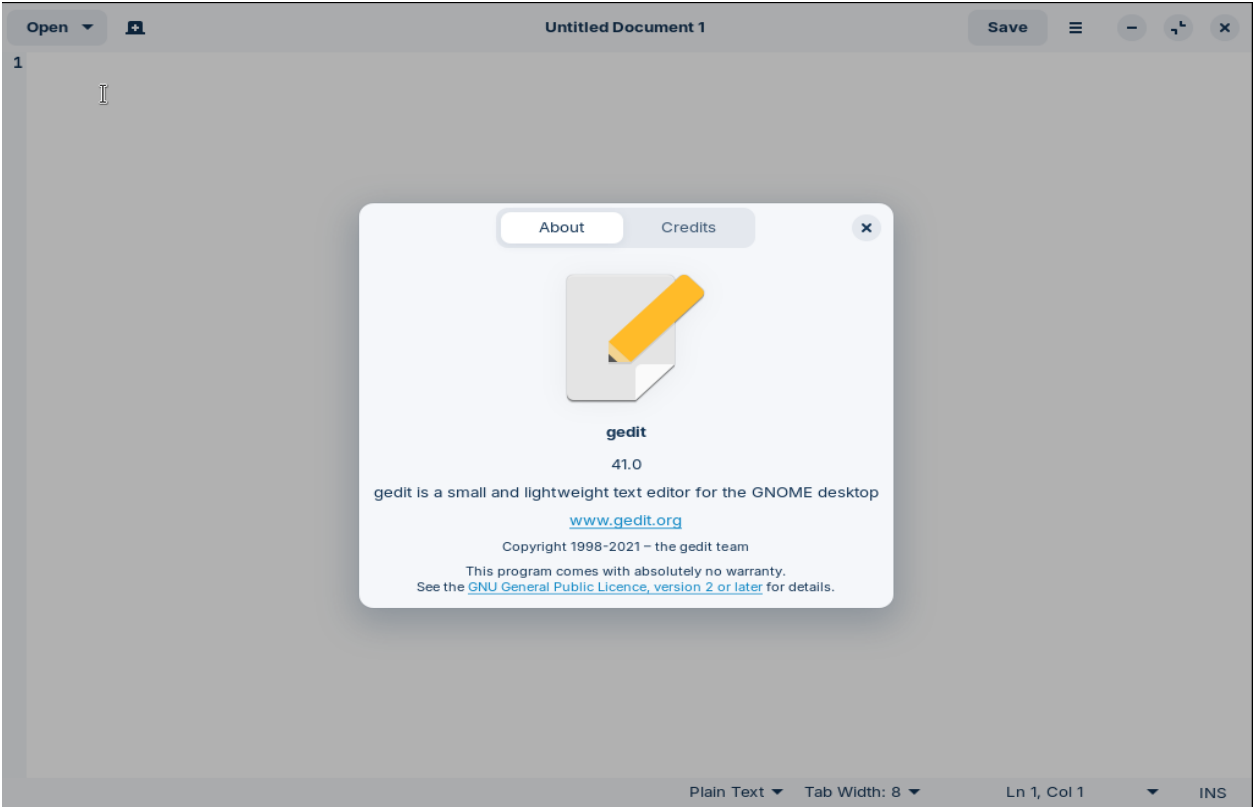 Open
Untitled Document 1
Save
1
About
Credits
gedit
41.0
gedit is a small and lightweight text editor for the GNOME desktop
www.gedit.org
Copyright 1998-2021 – the gedit team
This program comes with absolutely no warranty.
See the GNU General Public Licence, version 2 or later for details.
Plain Text
Tab Width: 8
Ln 1, Col 1
INS